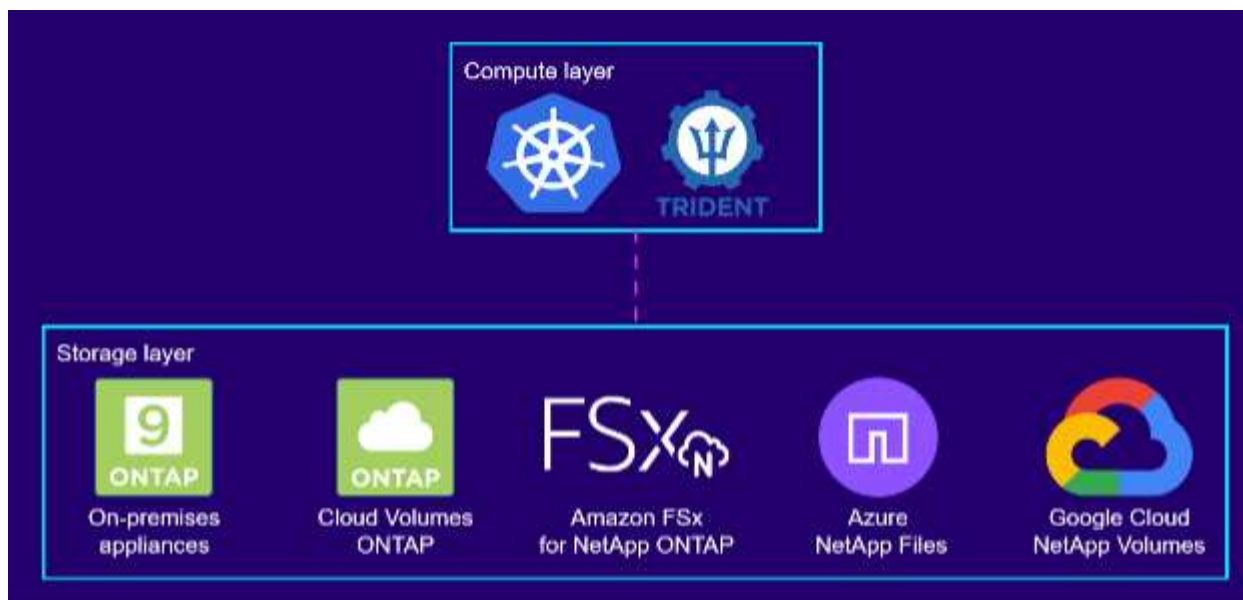 Compute layer
TRIDENT
Storage layer
9
ONTAP
On-premises
appliances
ONTAP
Cloud Volumes
ONTAP
FSxN
Amazon FSx
for NetApp ONTAP
Azure
NetApp Files
Google Cloud
NetApp Volumes